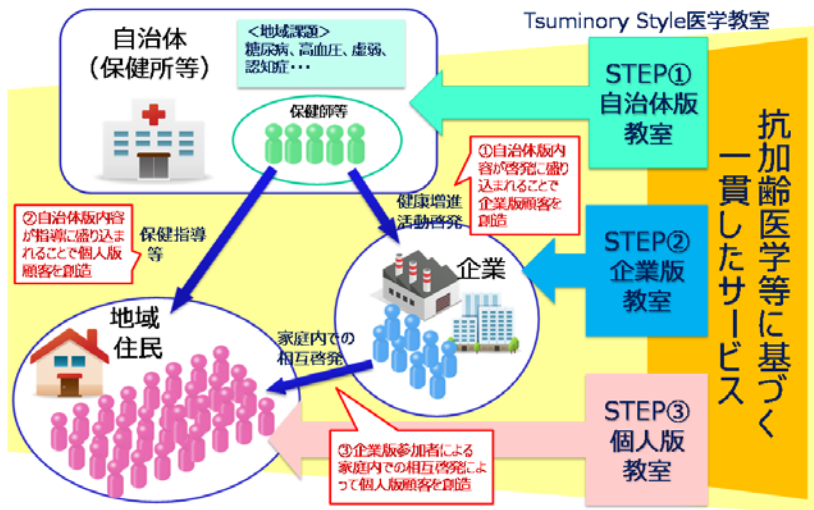 Tsuminory Style医学教室
自治体
（保健所等）
＜地域課題＞
糖尿病、高血圧、虚弱、
認知症・・・
保健師等
STEP①
自治体版
教室
①自治体版内
容が啓発に盛り
込まれることで
企業版顧客を
創造
健康増進
活動啓発
②自治体版内容
が指導に盛り込ま
れることで個人版
顧客を創造
保健指導
等
企業
STEP②
企業版
教室
地域
住民
家庭内での
相互啓発
STEP③
個人版
教室
③企業版参加者による
家庭内での相互啓発によ
って個人版顧客を創造
抗加齢医学等に基づく
一貫したサービス